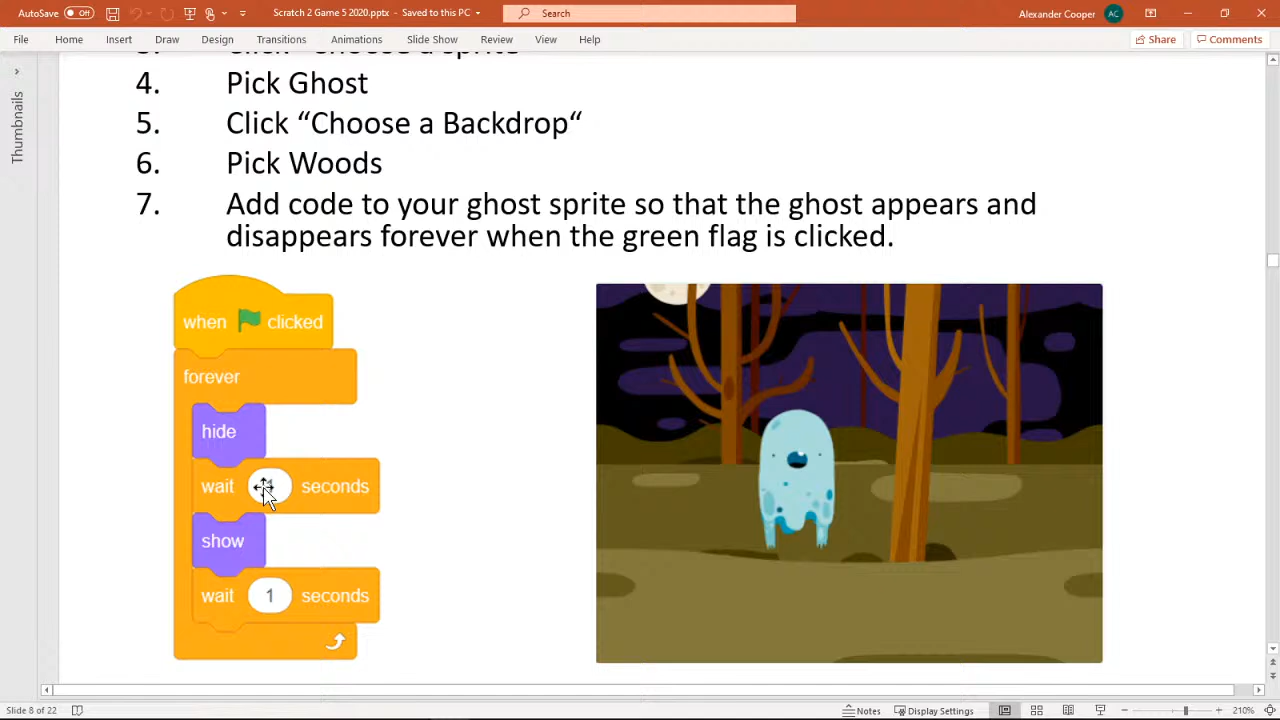 AutoSave Off Scratch 2 Game 5 2020.pptx - Saved to this PC Search Alexander Cooper AC
File Home Insert Draw Design Transitions Animations Slide Show Review View Help Share Comments
Thumbnails
3. Click "Choose a sprite"
4. Pick Ghost
5. Click “Choose a Backdrop“
6. Pick Woods
7. Add code to your ghost sprite so that the ghost appears and
disappears forever when the green flag is clicked.
when clicked
forever
hide
wait seconds
show
wait 1 seconds
Slide 8 of 22 Notes Display Settings 210%